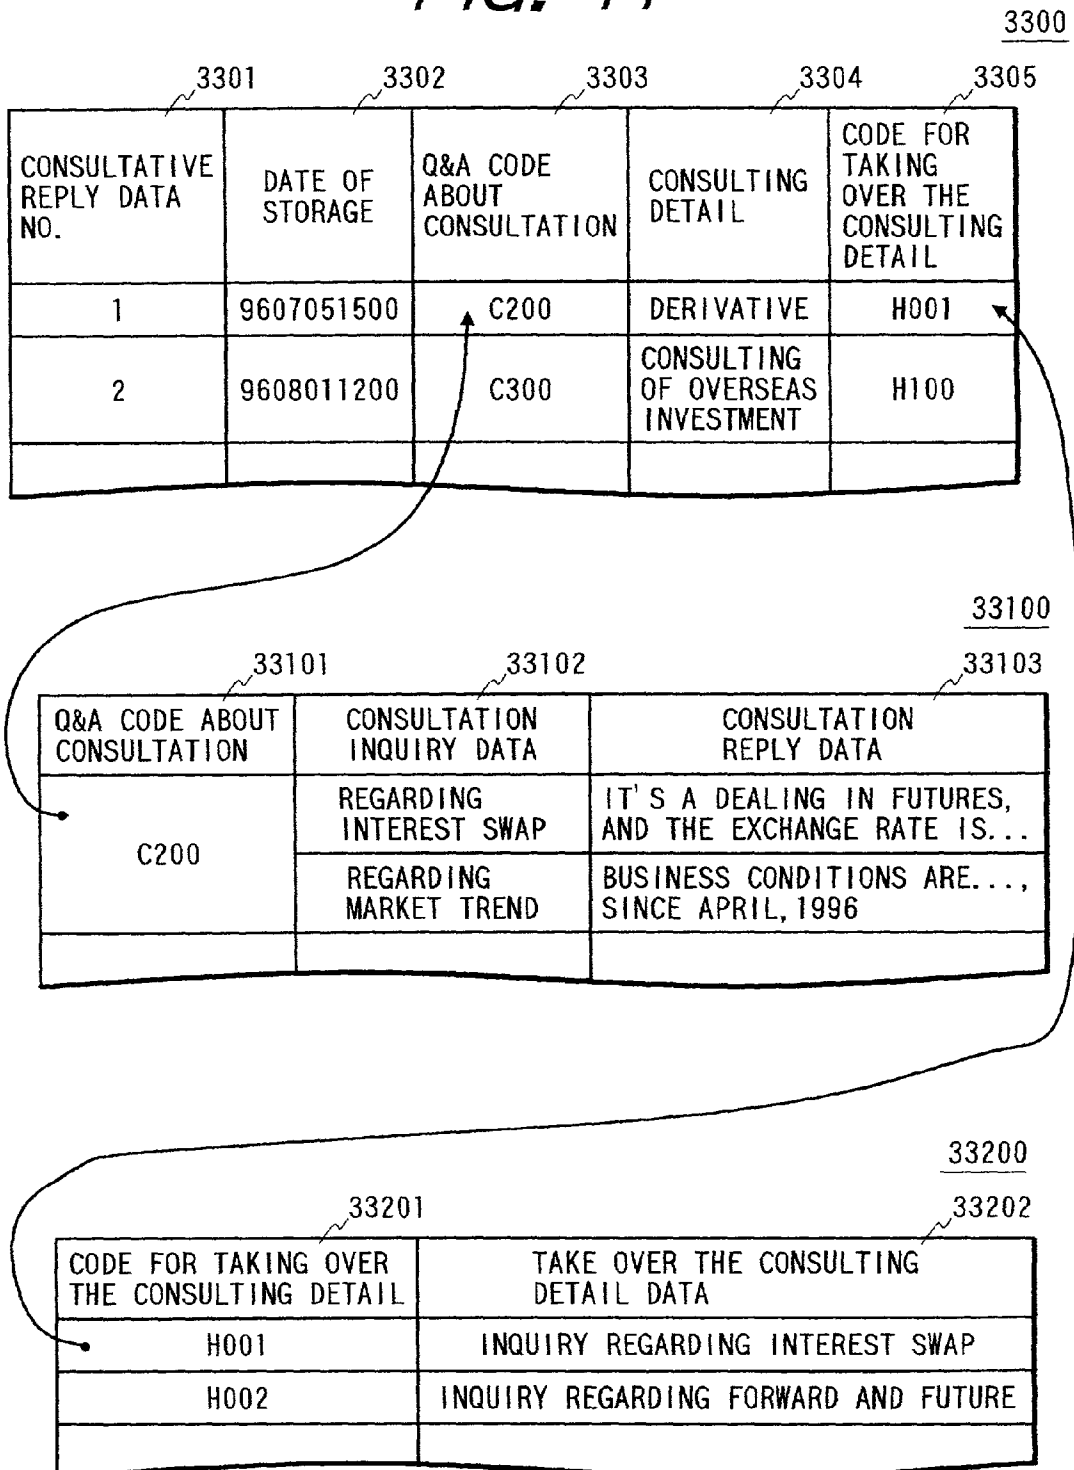 3300
3301 3302 3303 3304 3305
CONSULTATIVE
REPLY DATA
NO.
DATE OF
STORAGE
Q&A CODE
ABOUT
CONSULTATION
CONSULTING
DETAIL
CODE FOR
TAKING
OVER THE
CONSULTING
DETAIL
1 9607051500 C200 DERIVATIVE H001
2 9608011200 C300
CONSULTING
OF OVERSEAS
INVESTMENT
H100
33100
33101 33102 33103
Q&A CODE ABOUT
CONSULTATION
CONSULTATION
INQUIRY DATA
CONSULTATION
REPLY DATA
C200
REGARDING
INTEREST SWAP
IT'S A DEALING IN FUTURES,
AND THE EXCHANGE RATE IS...
REGARDING
MARKET TREND
BUSINESS CONDITIONS ARE...,
SINCE APRIL, 1996
33200
33201 33202
CODE FOR TAKING OVER
THE CONSULTING DETAIL
TAKE OVER THE CONSULTING
DETAIL DATA
H001 INQUIRY REGARDING INTEREST SWAP
H002 INQUIRY REGARDING FORWARD AND FUTURE